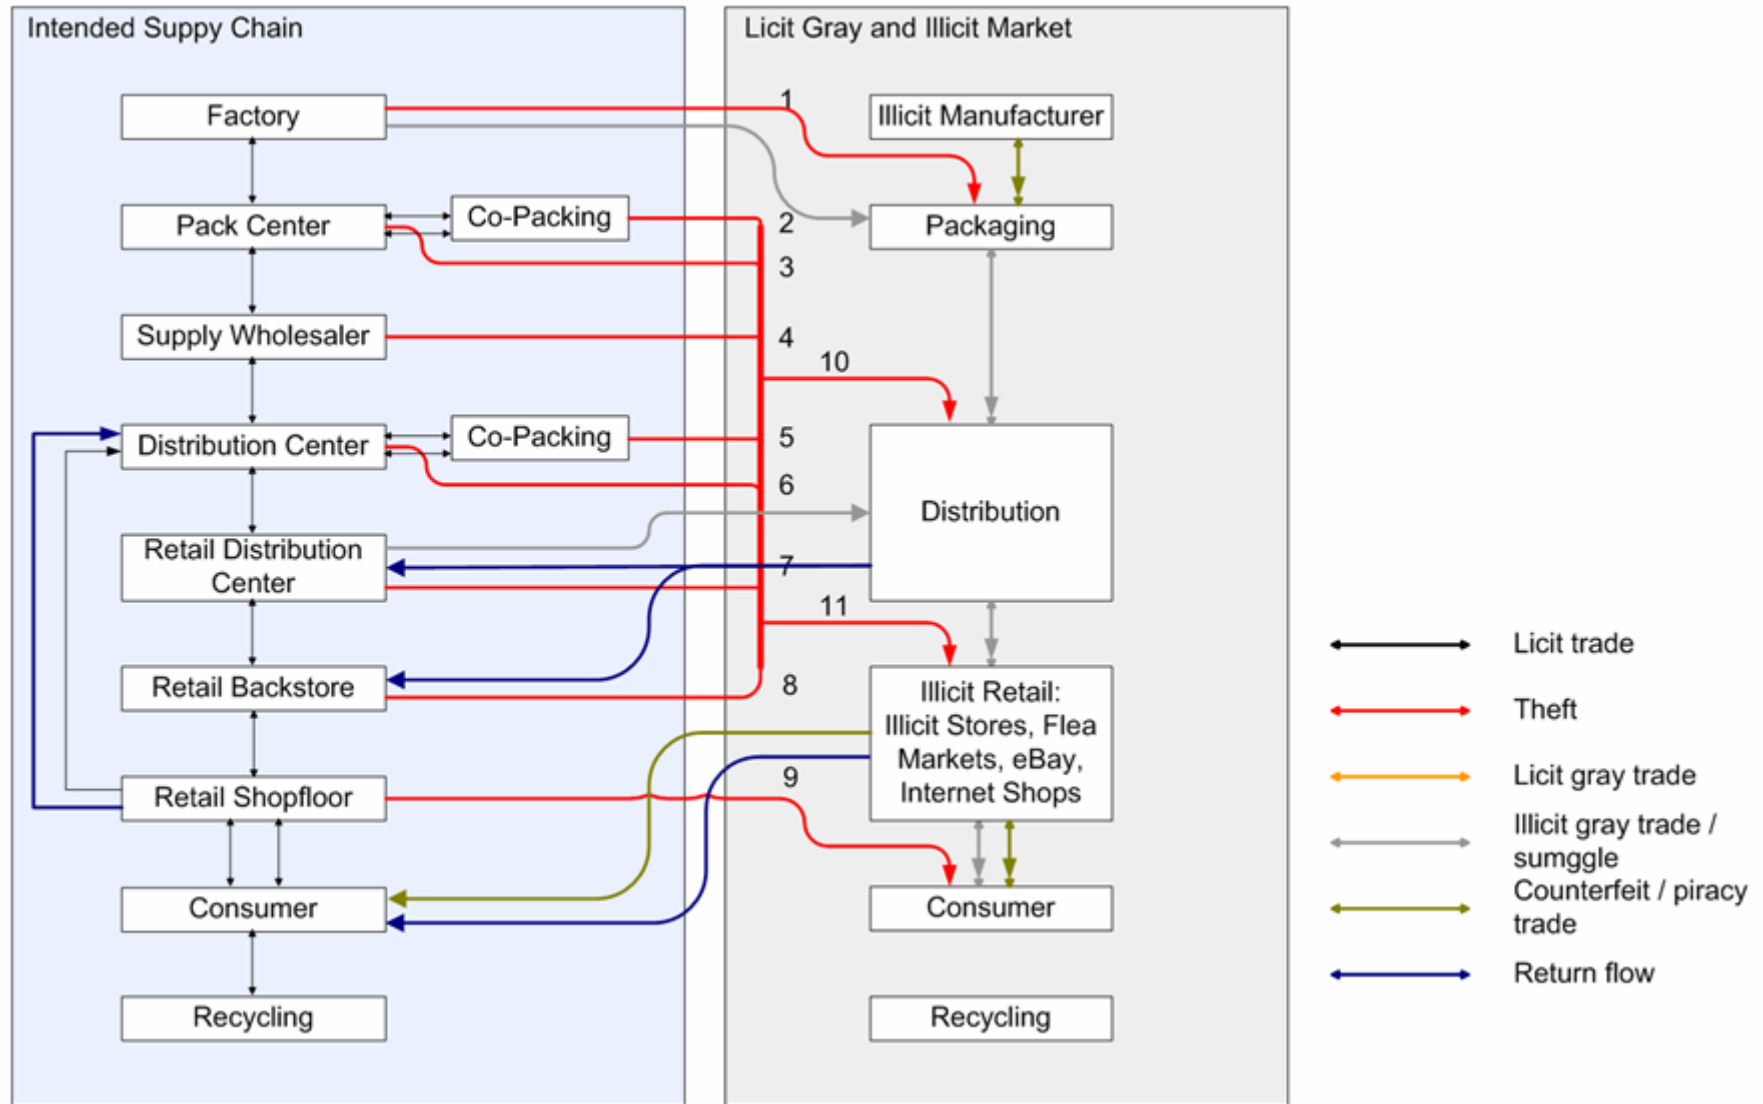 Intended Suppy Chain
Licit Gray and Illicit Market
Factory
1
Illicit Manufacturer
Pack Center
Co-Packing
2
Packaging
3
Supply Wholesaler
4
10
Distribution Center
Co-Packing
5
6
Distribution
Retail Distribution
Center
7
11
Retail Backstore
8
Illicit Retail:
Illicit Stores, Flea
Markets, eBay,
Internet Shops
9
Retail Shopfloor
Consumer
Consumer
Recycling
Recycling
Licit trade
Theft
Licit gray trade
Illicit gray trade /
sumggle
Counterfeit / piracy
trade
Return flow